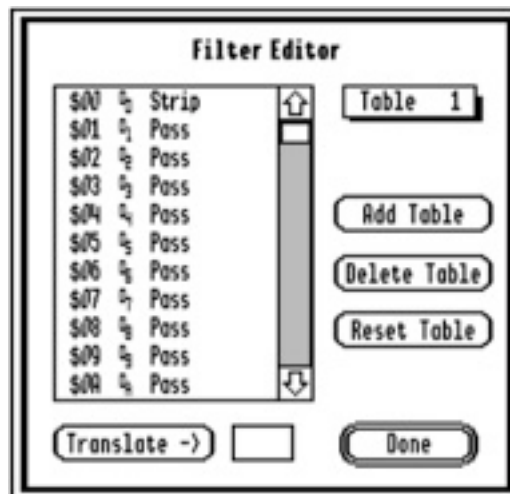 Filter Editor
$00 Strip
$01 Pass
$02 Pass
$03 Pass
$04 Pass
$05 Pass
$06 Pass
$07 Pass
$08 Pass
$09 Pass
$0A Pass
Table 1
Add Table
Delete Table
Reset Table
Translate ->
Done